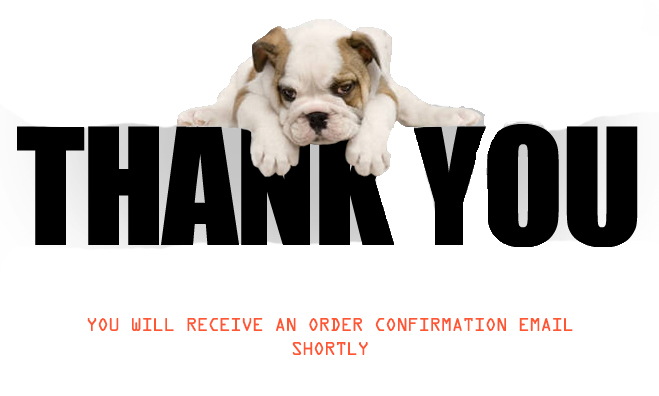 THANK YOU
YOU WILL RECEIVE AN ORDER CONFIRMATION EMAIL
SHORTLY